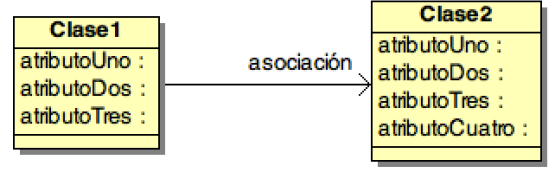 Clase1
atributoUno :
atributoDos :
atributoTres :
asociación
Clase2
atributoUno :
atributoDos :
atributoTres :
atributoCuatro :